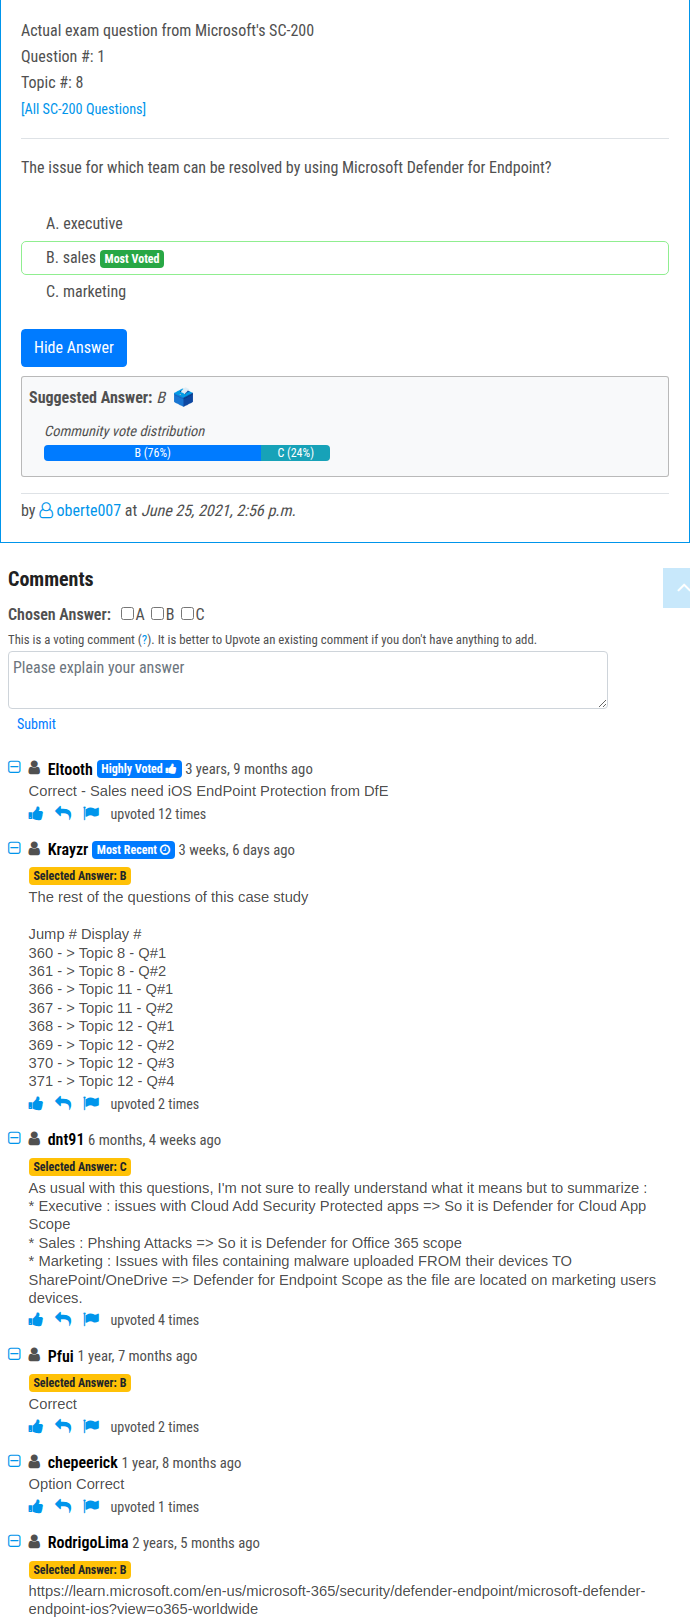 Actual exam question from Microsoft's SC-200
Question #: 1
Topic #: 8
[All SC-200 Questions]
The issue for which team can be resolved by using Microsoft Defender for Endpoint?
A. executive
B. sales Most Voted
C. marketing
Hide Answer
Suggested Answer: B
Community vote distribution
B (76%) C (24%)
by oberte007 at June 25, 2021, 2:56 p.m.
Comments
Chosen Answer: A B C
This is a voting comment (?). It is better to Upvote an existing comment if you don't have anything to add.
Please explain your answer
Submit
Eltooth Highly Voted 3 years, 9 months ago
Correct - Sales need iOS EndPoint Protection from DfE
upvoted 12 times
Krayzr Most Recent 3 weeks, 6 days ago
Selected Answer: B
The rest of the questions of this case study
Jump # Display #
360 - > Topic 8 - Q#1
361 - > Topic 8 - Q#2
366 - > Topic 11 - Q#1
367 - > Topic 11 - Q#2
368 - > Topic 12 - Q#1
369 - > Topic 12 - Q#2
370 - > Topic 12 - Q#3
371 - > Topic 12 - Q#4
upvoted 2 times
dnt91 6 months, 4 weeks ago
Selected Answer: C
As usual with this questions, I'm not sure to really understand what it means but to summarize :
* Executive : issues with Cloud Add Security Protected apps => So it is Defender for Cloud App
Scope
* Sales : Phshing Attacks => So it is Defender for Office 365 scope
* Marketing : Issues with files containing malware uploaded FROM their devices TO
SharePoint/OneDrive => Defender for Endpoint Scope as the file are located on marketing users
devices.
upvoted 4 times
Pfui 1 year, 7 months ago
Selected Answer: B
Correct
upvoted 2 times
chepeerick 1 year, 8 months ago
Option Correct
upvoted 1 times
RodrigoLima 2 years, 5 months ago
Selected Answer: B
https://learn.microsoft.com/en-us/microsoft-365/security/defender-endpoint/microsoft-defender-
endpoint-ios?view=o365-worldwide